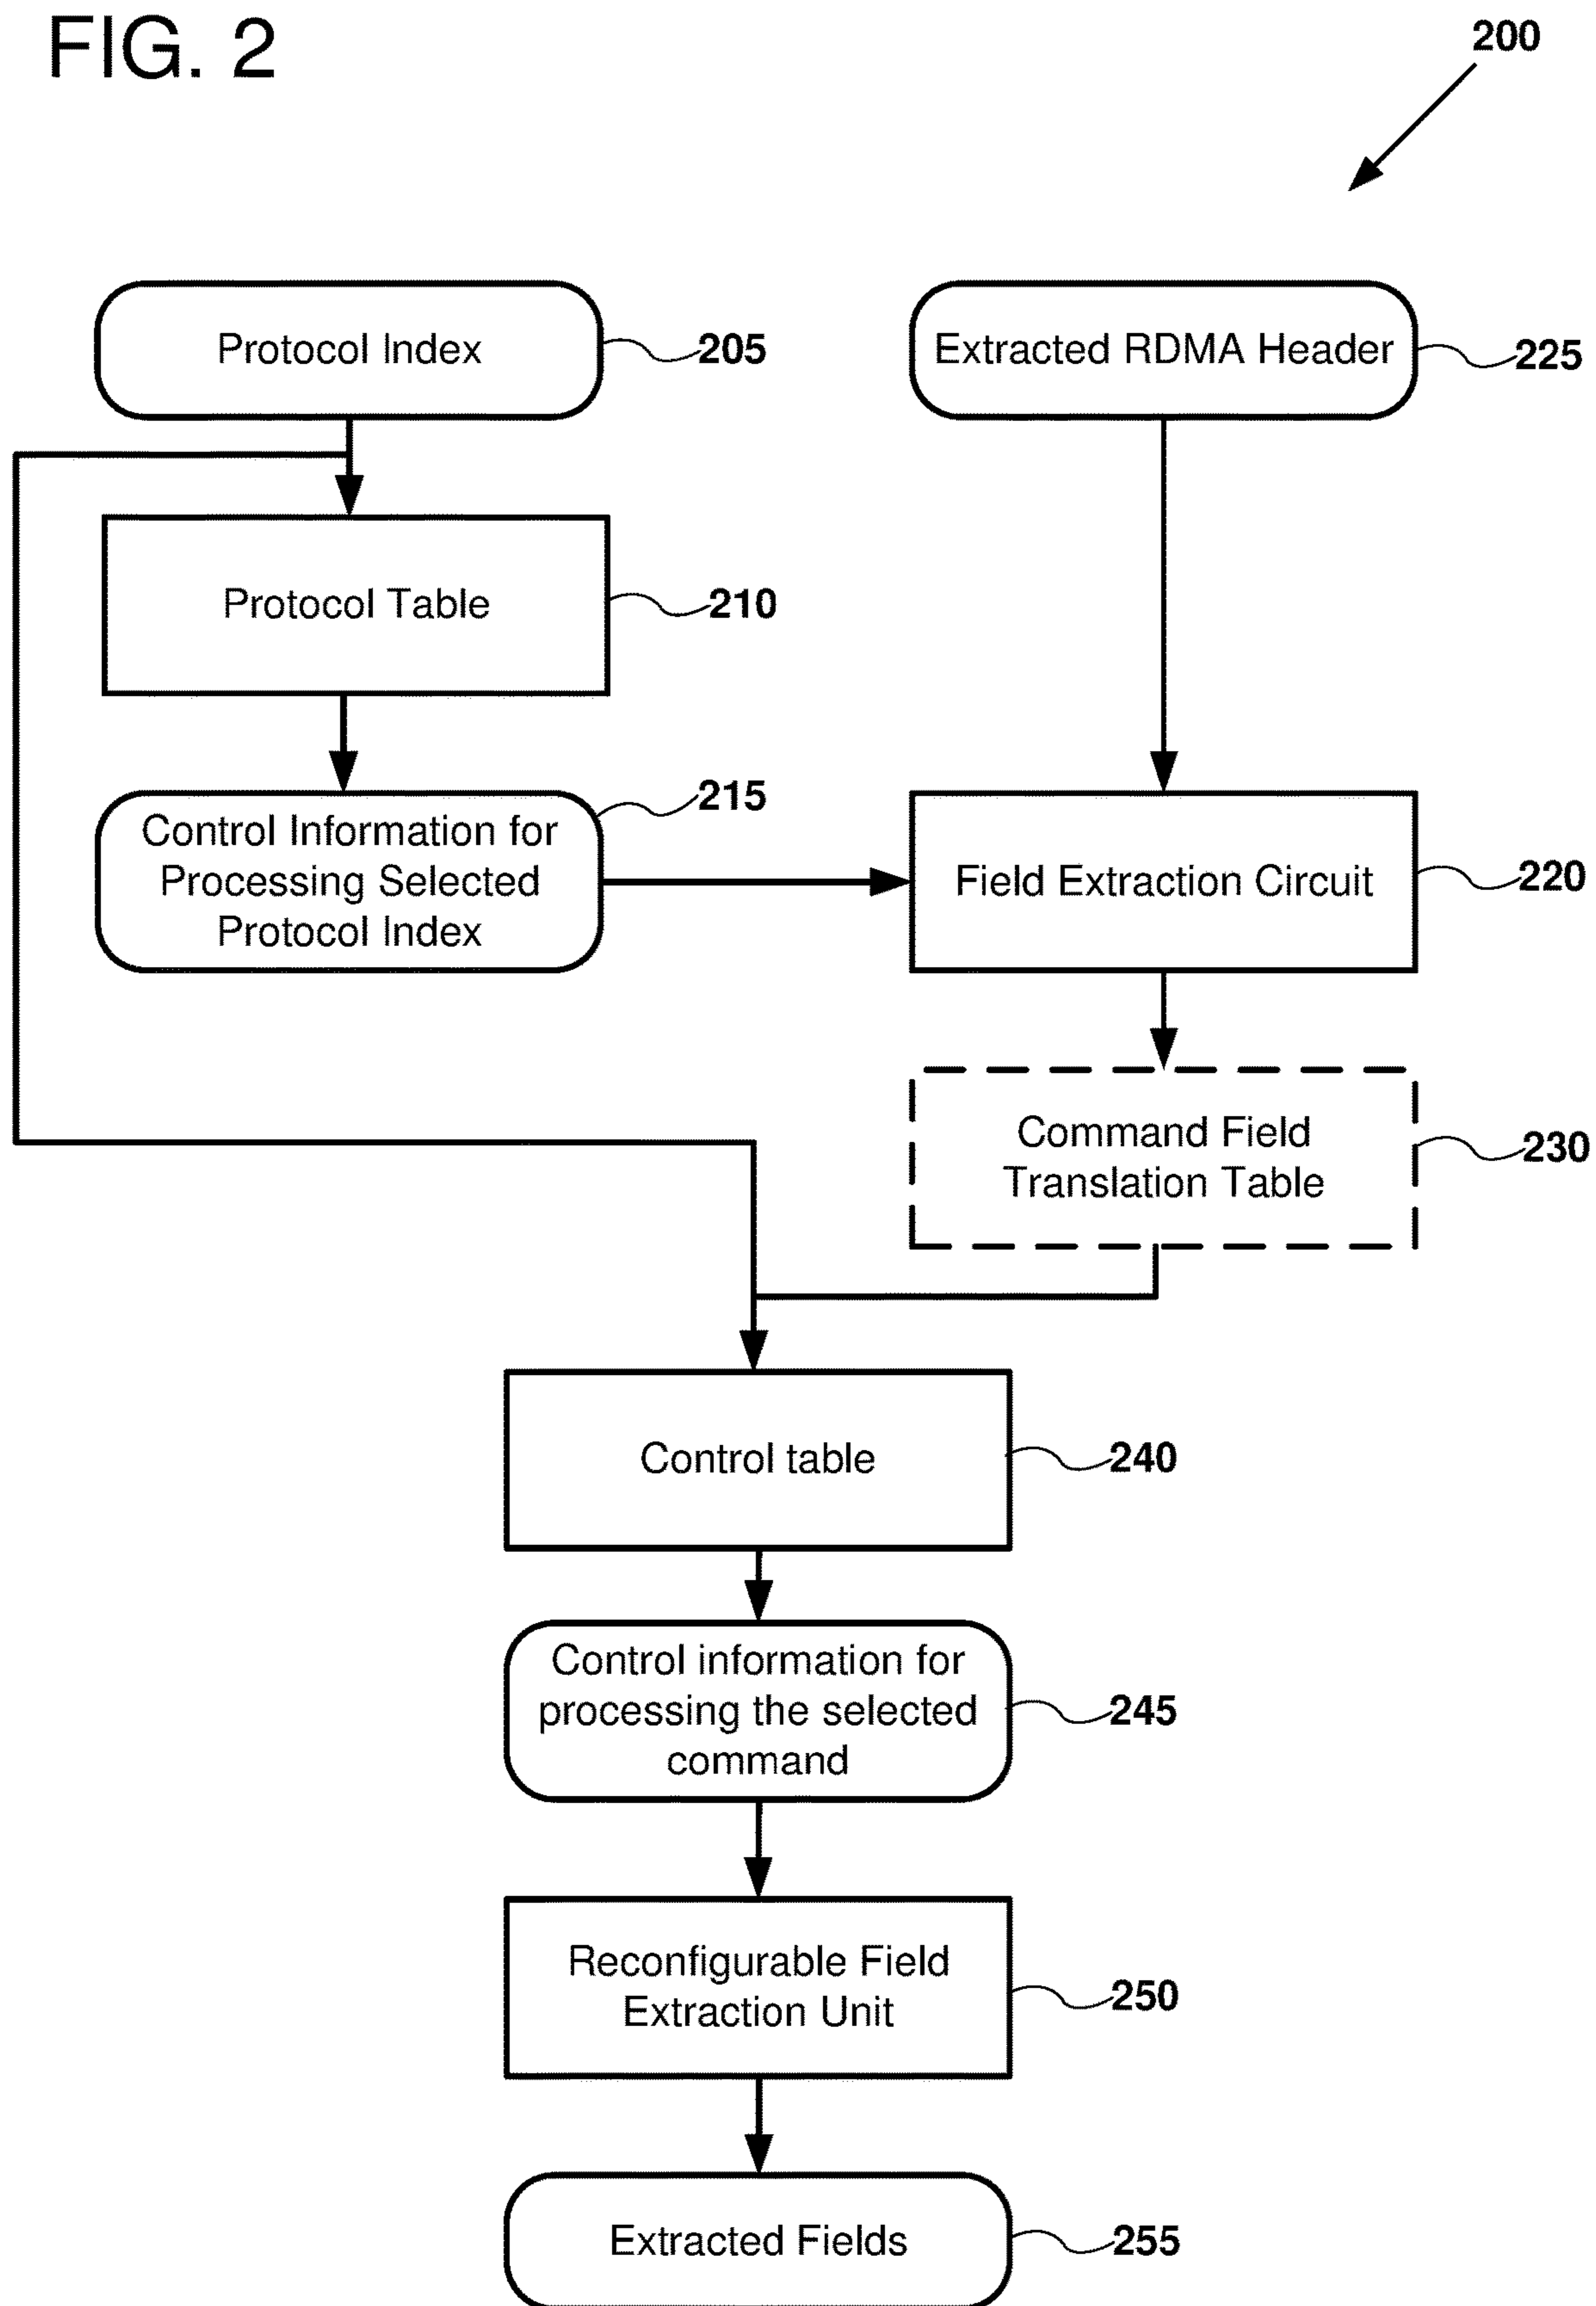 FIG. 2
200
Protocol Index
205
Extracted RDMA Header
225
Protocol Table
210
215
Control Information for
Processing Selected
Protocol Index
Field Extraction Circuit
220
Command Field
Translation Table
230
Control table
240
Control information for
processing the selected
command
245
Reconfigurable Field
Extraction Unit
250
Extracted Fields
255